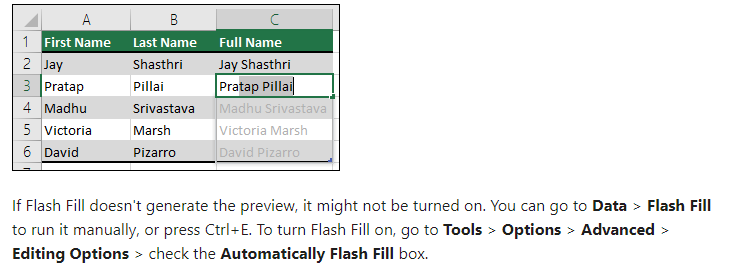 A B C
1 First Name Last Name Full Name
2 Jay Shasthri Jay Shasthri
3 Pratap Pillai Pratap Pillai
4 Madhu Srivastava Madhu Srivastava
5 Victoria Marsh Victoria Marsh
6 David Pizarro David Pizarro
If Flash Fill doesn't generate the preview, it might not be turned on. You can go to Data > Flash Fill
to run it manually, or press Ctrl+E. To turn Flash Fill on, go to Tools > Options > Advanced >
Editing Options > check the Automatically Flash Fill box.